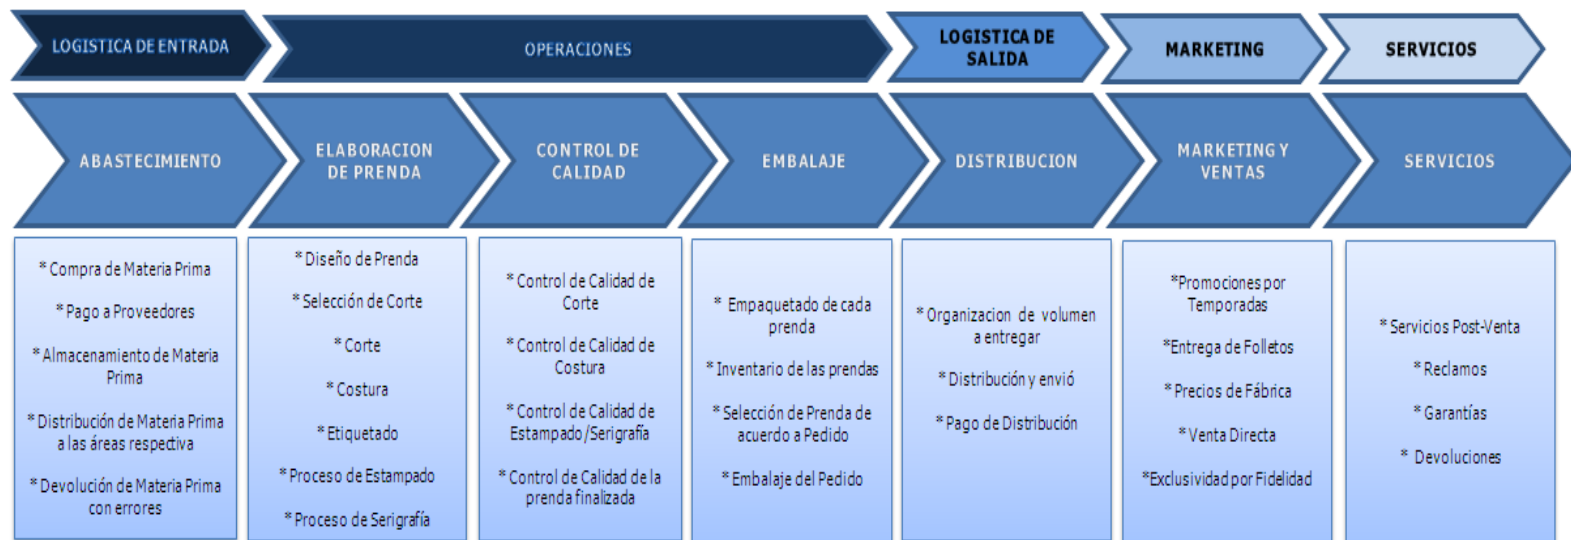 LOGISTICA DE ENTRADA
OPERACIONES
LOGISTICA DE
SALIDA
MARKETING
SERVICIOS
ABASTECIMIENTO
ELABORACION
DE PRENDA
CONTROL DE
CALIDAD
EMBALAJE
DISTRIBUCION
MARKETING Y
VENTAS
SERVICIOS
* Compra de Materia Prima
* Pago a Proveedores
* Almacenamiento de Materia
Prima
* Distribución de Materia Prima
a las áreas respectiva
* Devolución de Materia Prima
con errores
* Diseño de Prenda
* Selección de Corte
* Corte
* Costura
* Etiquetado
* Proceso de Estampado
* Proceso de Serigrafía
* Control de Calidad de
Corte
* Control de Calidad de
Costura
* Control de Calidad de
Estampado/Serigrafía
* Control de Calidad de la
prenda finalizada
* Empaquetado de cada
prenda
* Inventario de las prendas
* Selección de Prenda de
acuerdo a Pedido
* Embalaje del Pedido
* Organizacion de volumen
a entregar
* Distribución y envió
* Pago de Distribución
*Promociones por
Temporadas
*Entrega de Folletos
* Precios de Fábrica
* Venta Directa
*Exclusividad por Fidelidad
* Servicios Post-Venta
* Reclamos
* Garantías
* Devoluciones